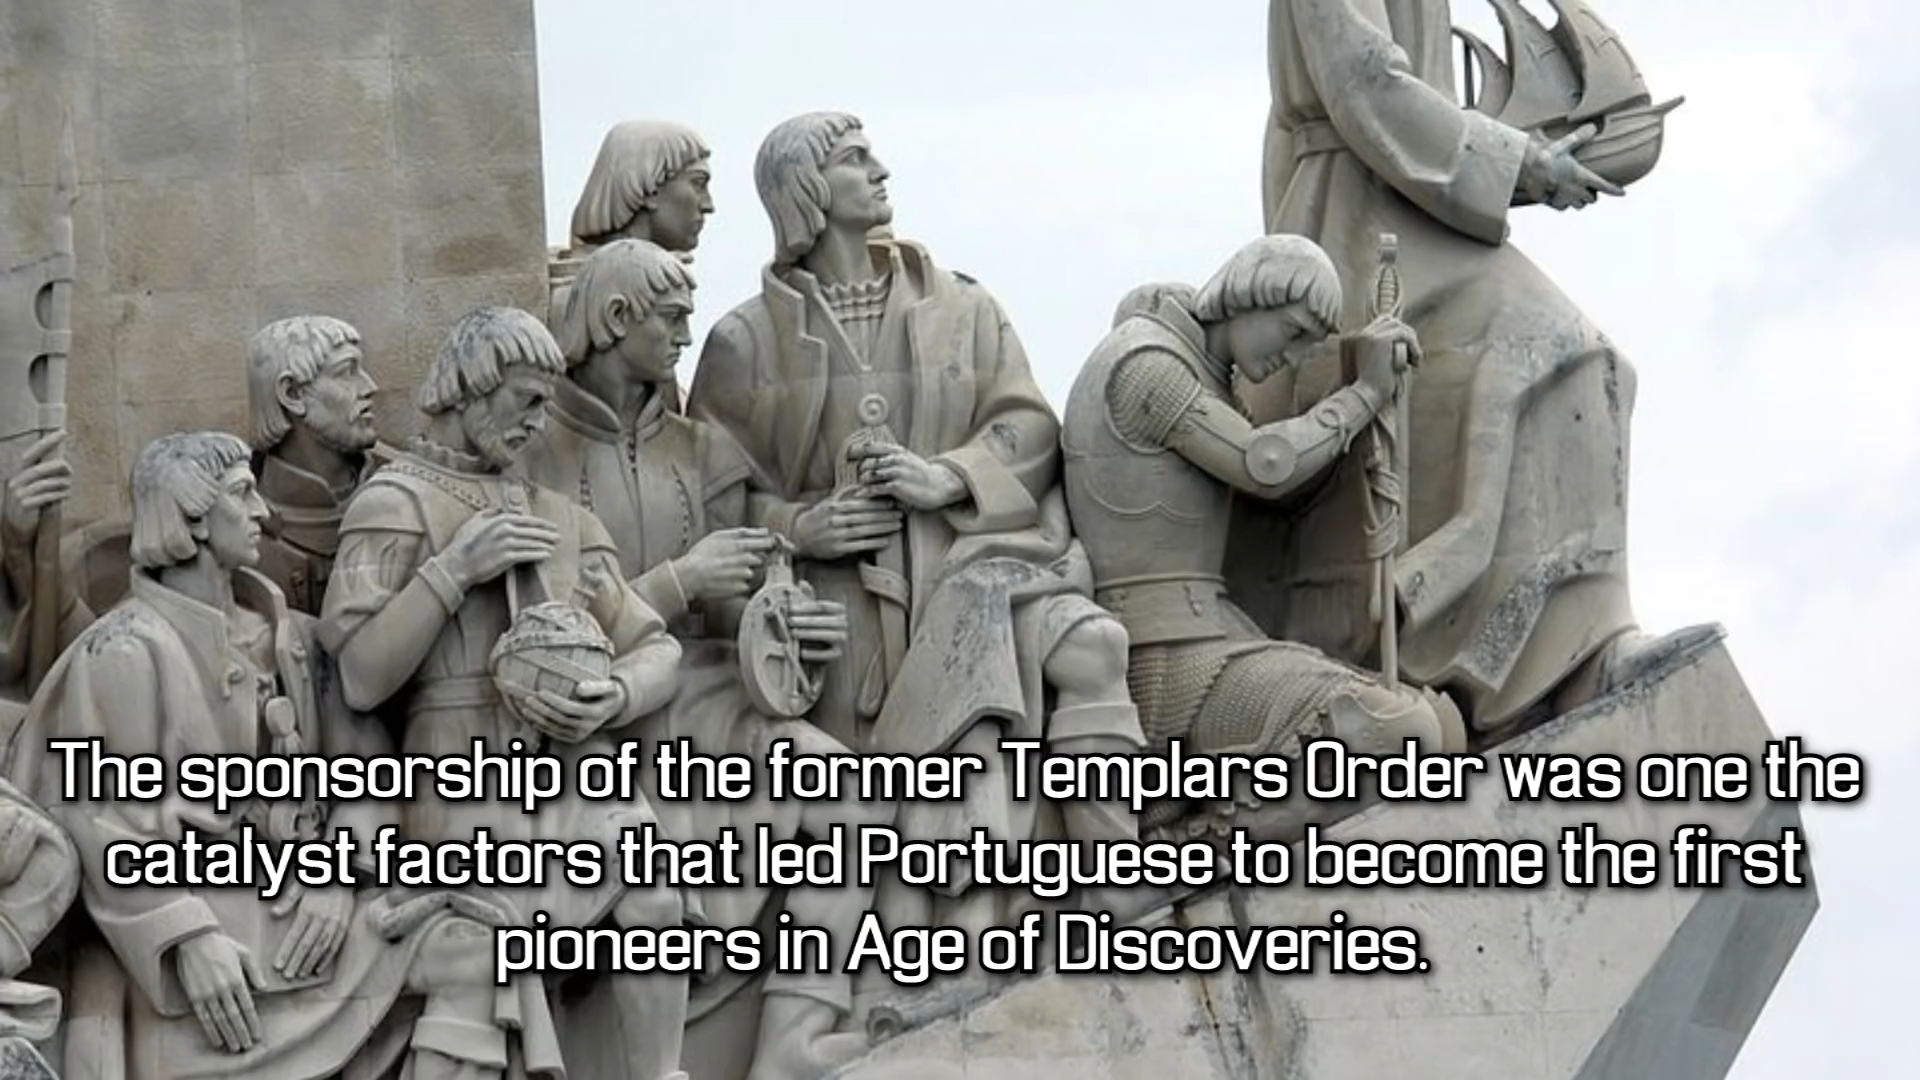 The sponsorship of the former Templars Order was one the
catalyst factors that led Portuguese to become the first
pioneers in Age of Discoveries.